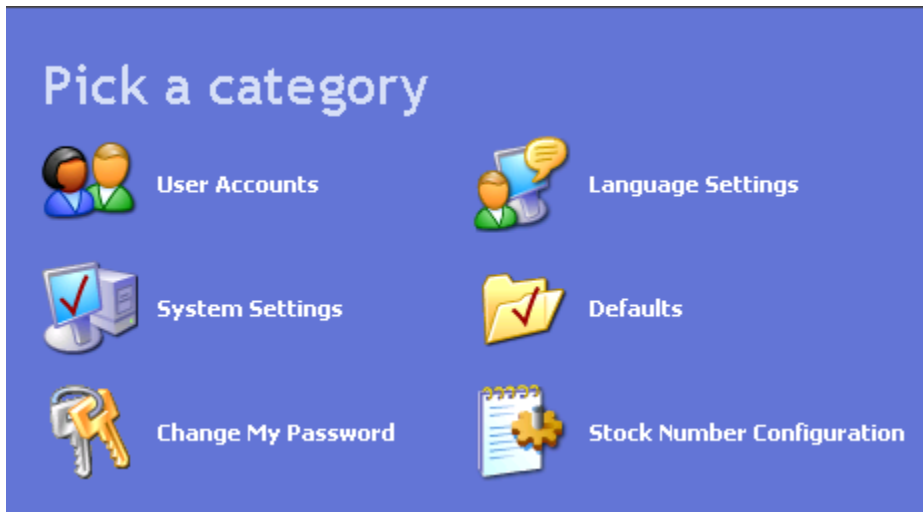 Pick a category
User Accounts
Language Settings
System Settings
Defaults
Change My Password
Stock Number Configuration